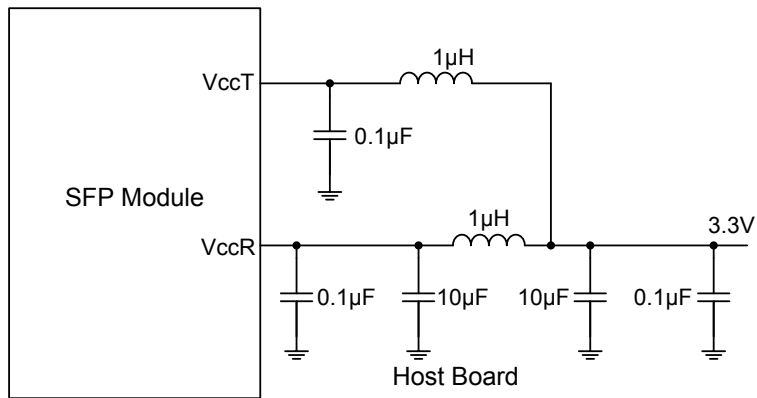 1µH
VccT
0.1µF
SFP Module
1µH
3.3V
VccR
0.1µF
10µF
10µF
0.1µF
Host Board